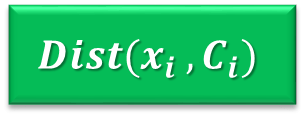 Dist(xᵢ , Cᵢ)